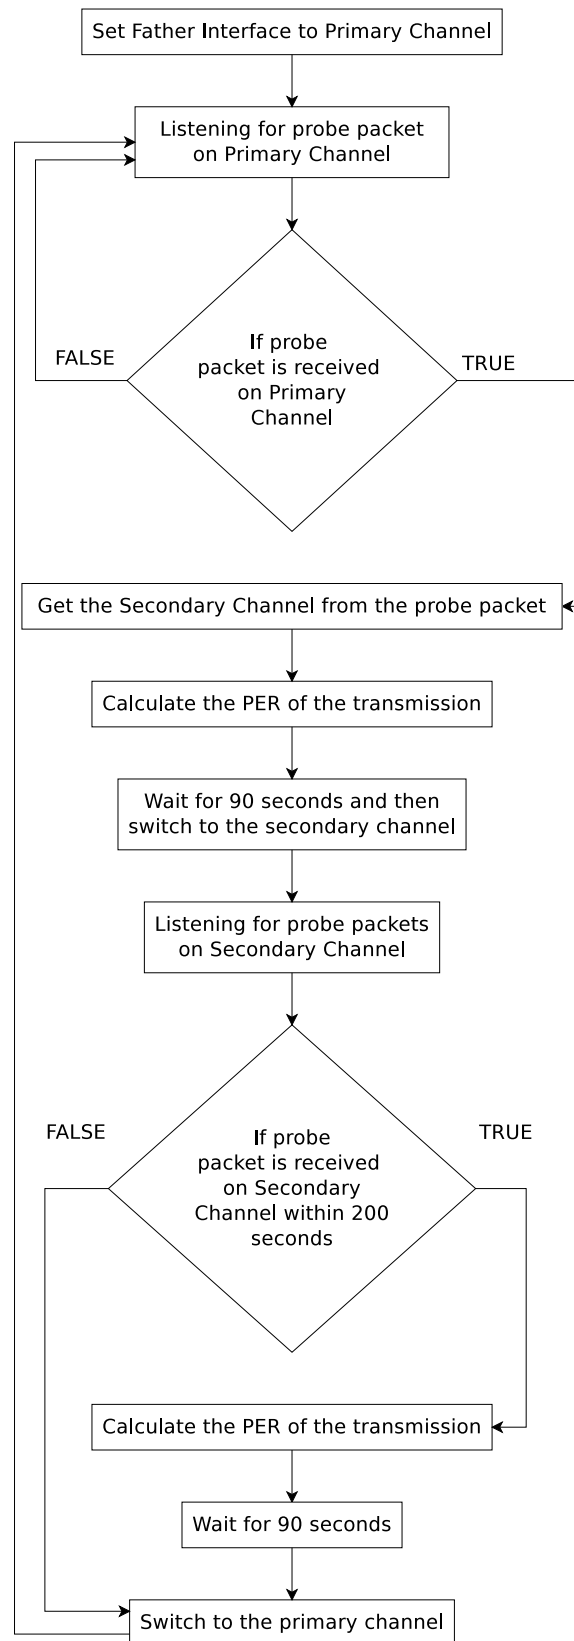 Set Father Interface to Primary Channel
Listening for probe packet
on Primary Channel
If probe
packet is received
on Primary
Channel
FALSE
TRUE
Get the Secondary Channel from the probe packet
Calculate the PER of the transmission
Wait for 90 seconds and then
switch to the secondary channel
Listening for probe packets
on Secondary Channel
If probe
packet is received
on Secondary
Channel within 200
seconds
FALSE
TRUE
Calculate the PER of the transmission
Wait for 90 seconds
Switch to the primary channel